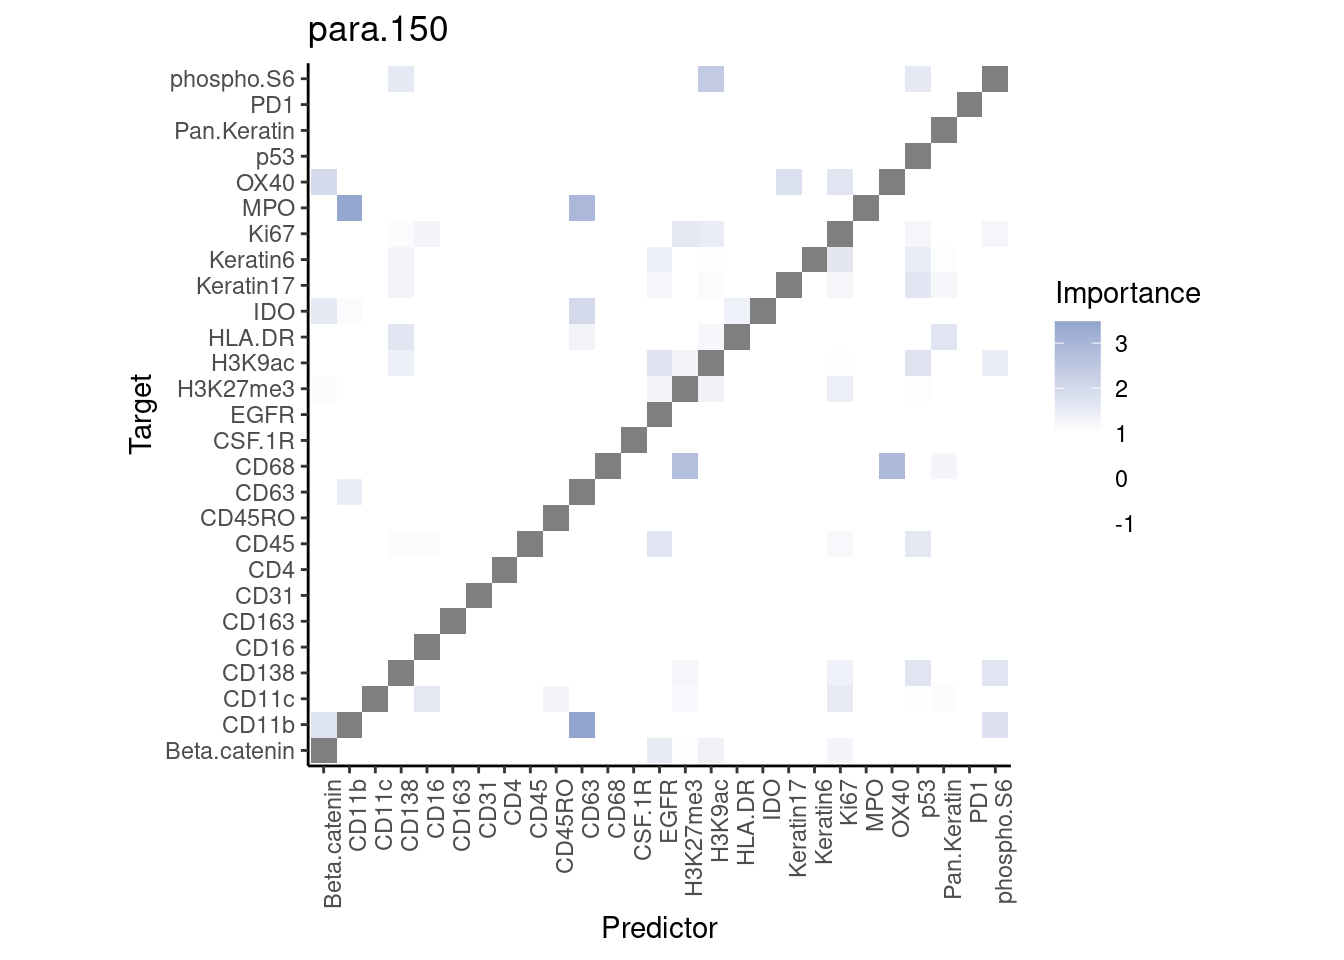 para.150
phospho.S6
PD1
Pan.Keratin
p53
OX40
MPO
Ki67
Keratin6
Keratin17
IDO
HLA.DR
H3K9ac
H3K27me3
EGFR
CSF.1R
CD68
CD63
CD45RO
CD45
CD4
CD31
CD163
CD16
CD138
CD11c
CD11b
Beta.catenin
Target
Beta.catenin
CD11b
CD11c
CD138
CD16
CD163
CD31
CD4
CD45
CD45RO
CD63
CD68
CSF.1R
EGFR
H3K27me3
H3K9ac
HLA.DR
IDO
Keratin17
Keratin6
Ki67
MPO
OX40
p53
Pan.Keratin
PD1
phospho.S6
Predictor
Importance
3
2
1
0
-1